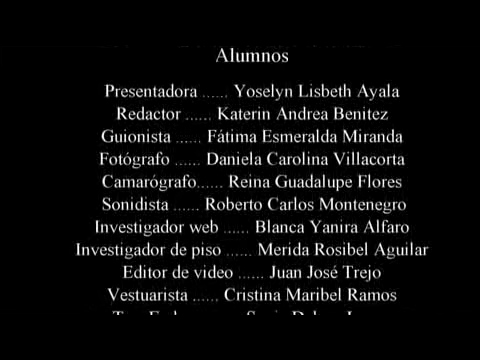 Alumnos
Presentadora ...... Yoselyn Lisbeth Ayala
Redactor ...... Katerin Andrea Benitez
Guionista ...... Fátima Esmeralda Miranda
Fotógrafo ...... Daniela Carolina Villacorta
Camarógrafo...... Reina Guadalupe Flores
Sonidista ...... Roberto Carlos Montenegro
Investigador web ...... Blanca Yanira Alfaro
Investigador de piso ...... Merida Rosibel Aguilar
Editor de video ...... Juan José Trejo
Vestuarista ...... Cristina Maribel Ramos